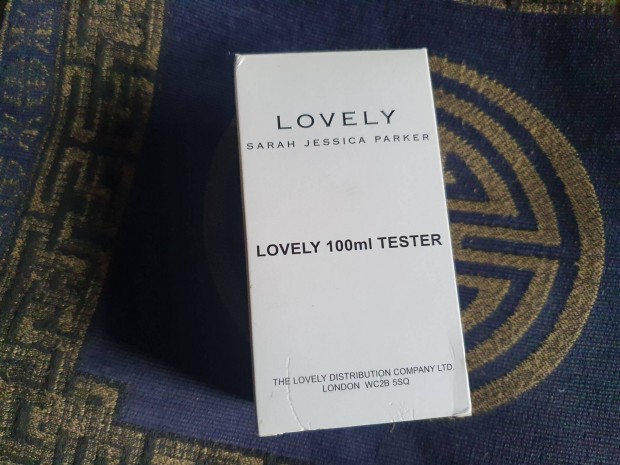 LOVELY
SARAH JESSICA PARKER
LOVELY 100ml TESTER
THE LOVELY DISTRIBUTION COMPANY LTD.
LONDON WC2B 5SQ